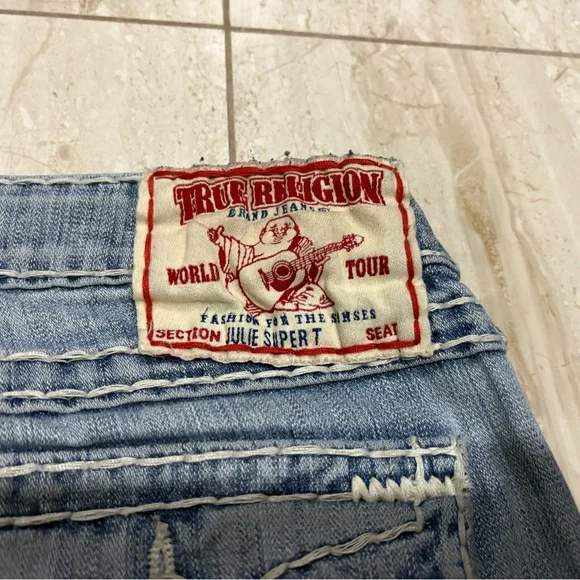 TRUE RELIGION
BRAND JEANS
WORLD TOUR
FASHION FOR THE SENSES
SECTION JULIE SUPER T SEAT